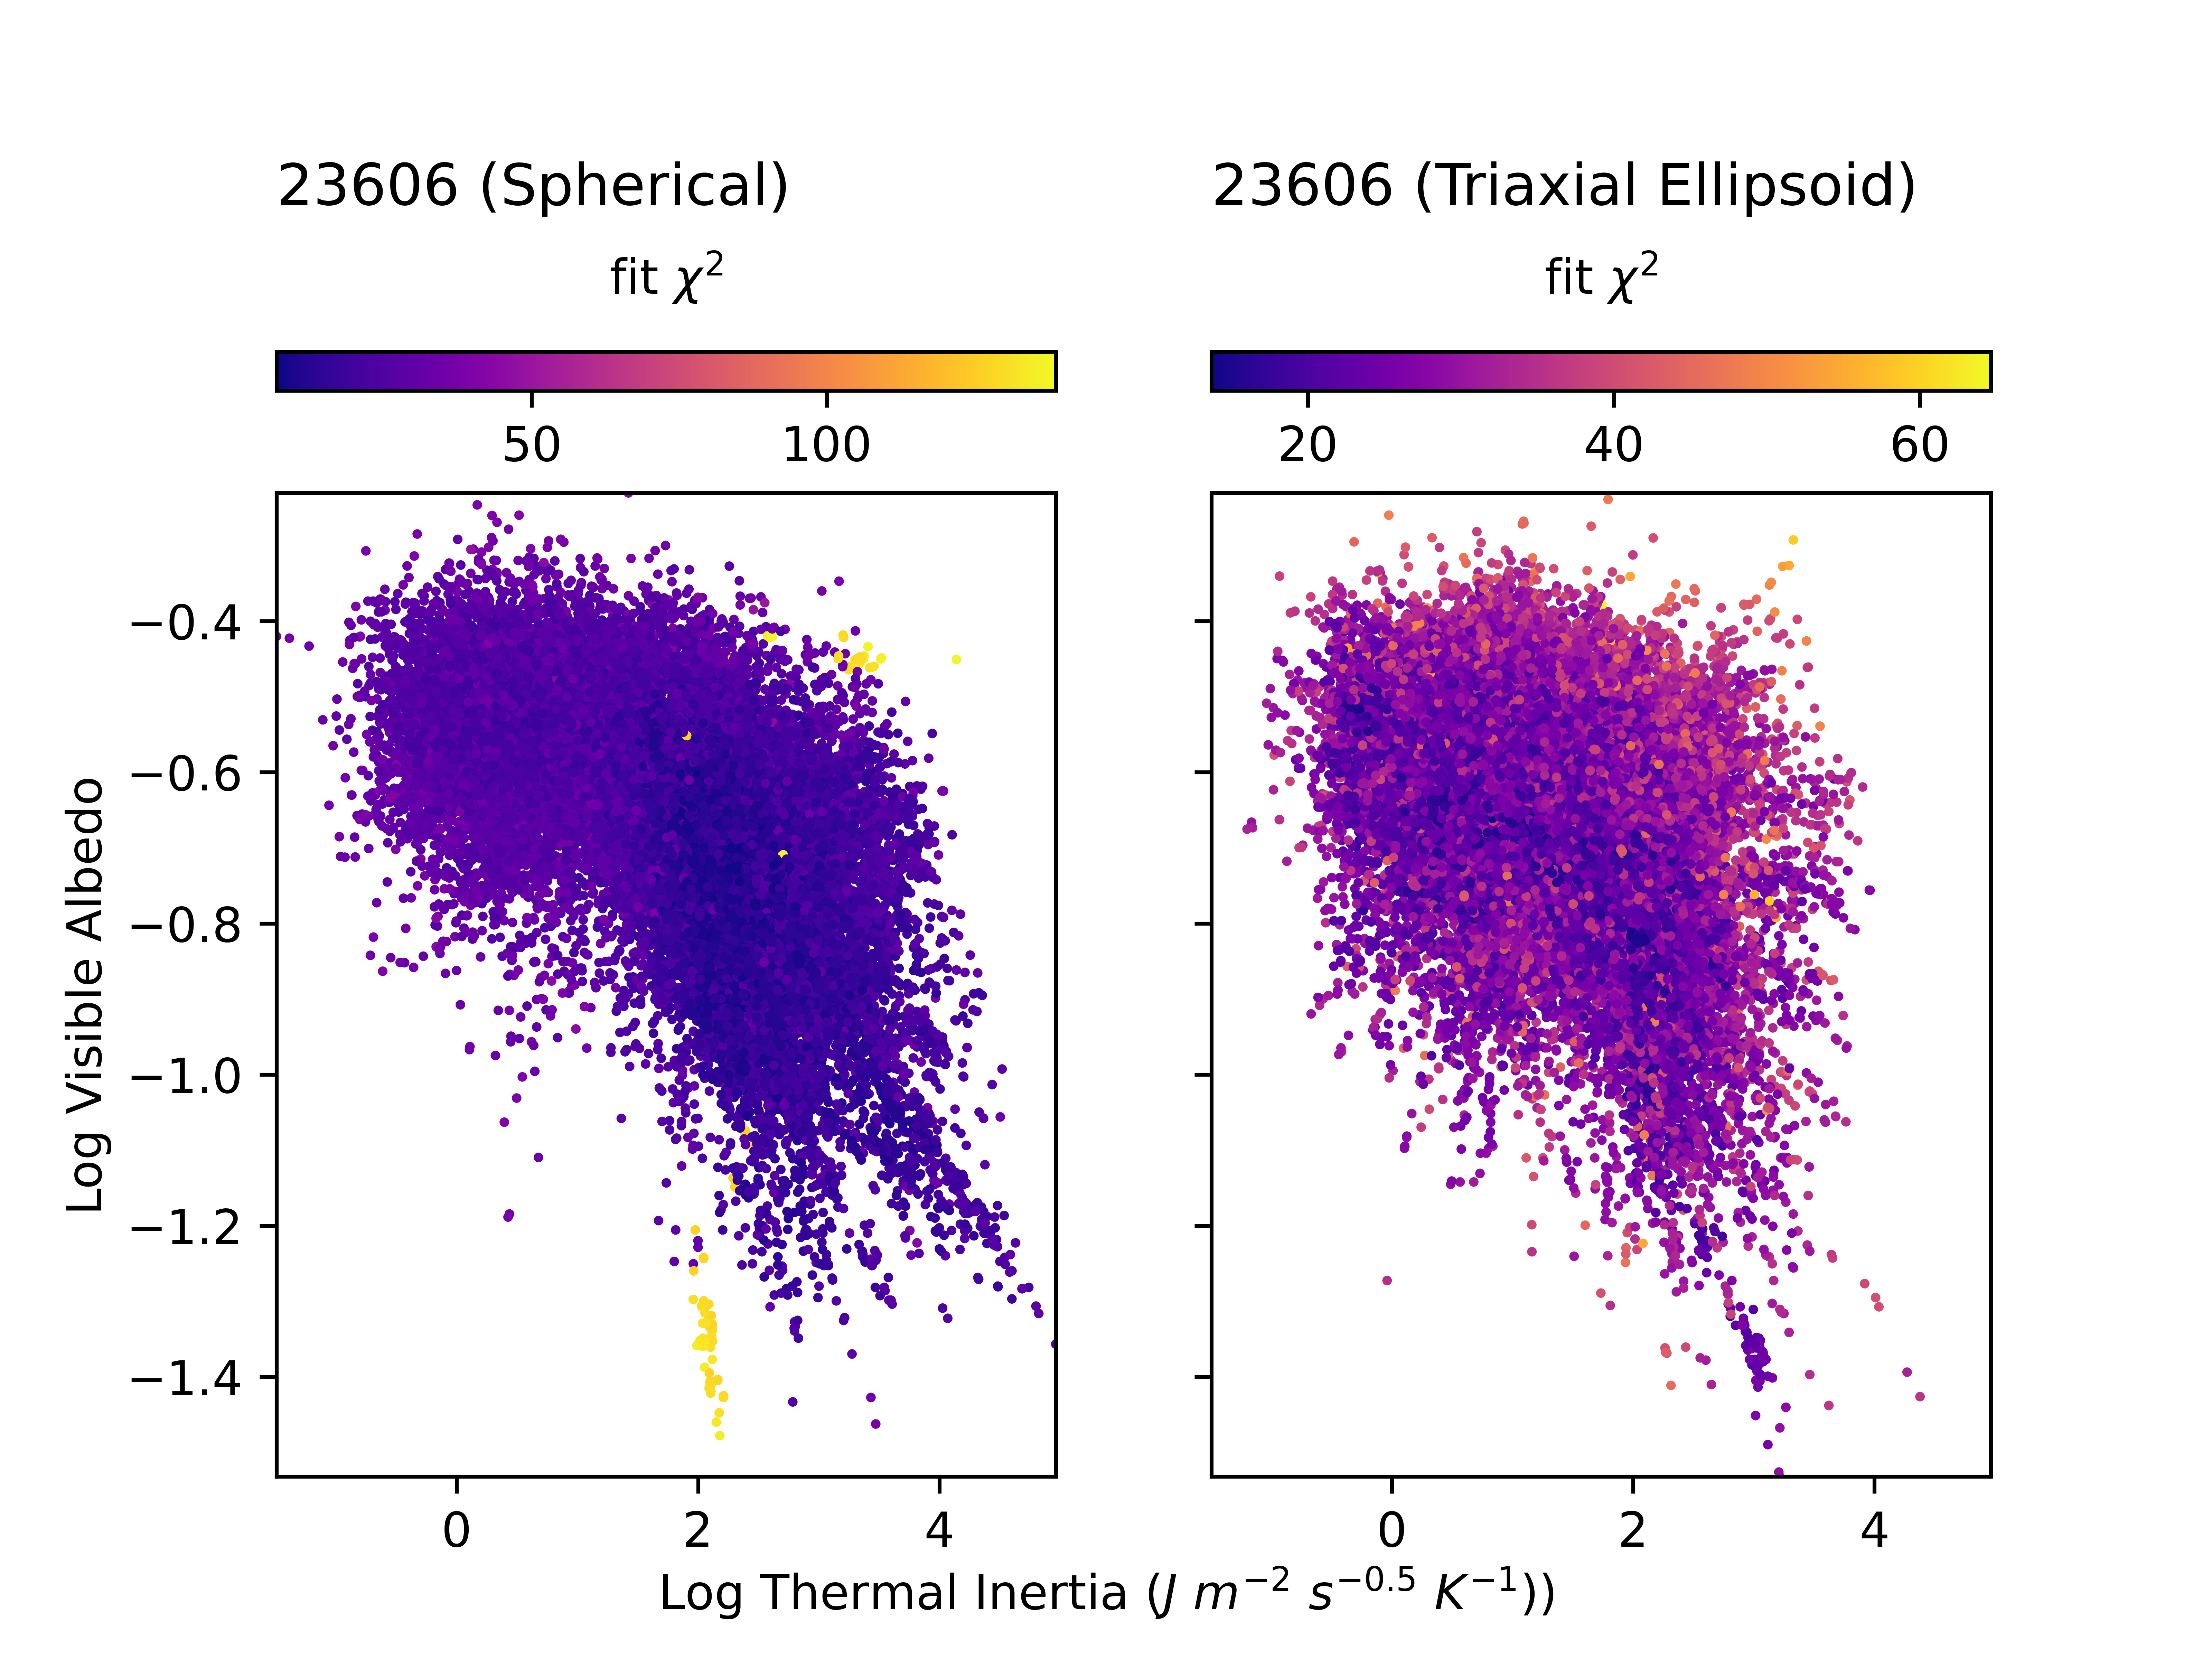 23606 (Spherical)
fit χ²
50 100
23606 (Triaxial Ellipsoid)
fit χ²
20 40 60
Log Visible Albedo
−0.4
−0.6
−0.8
−1.0
−1.2
−1.4
0 2 4
0 2 4
Log Thermal Inertia (J m⁻² s⁻⁰·⁵ K⁻¹))